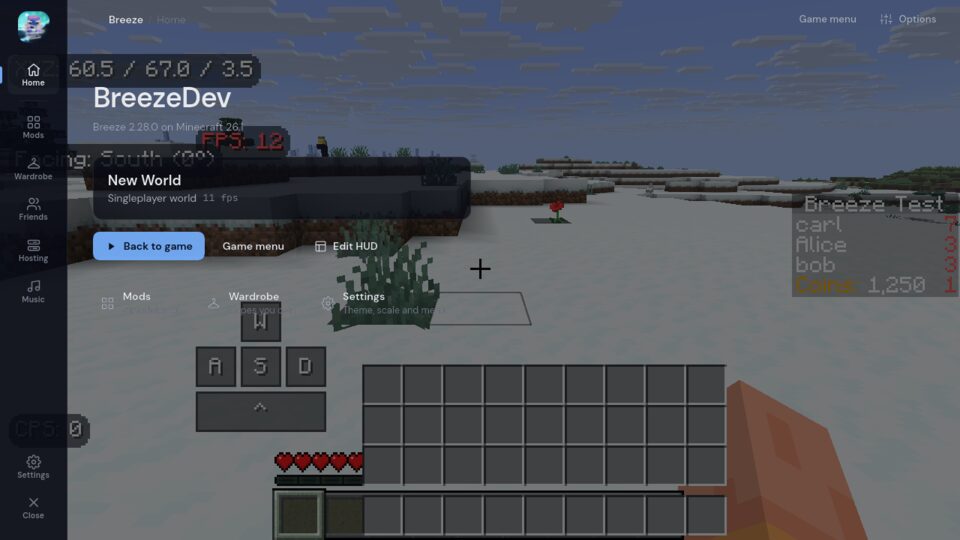 Breeze / Home
Game menu
Options
Home
XYZ: 60.5 / 67.0 / 3.5
BreezeDev
Breeze 2.28.0 on Minecraft 26.1
FPS: 12
Mods
Facing: South (0°)
Wardrobe
New World
Singleplayer world 11 fps
Friends
Breeze Test
carl
Alice 3
bob 3
Coins: 1,250 1
Hosting
Back to game
Game menu
Edit HUD
Music
Mods
Wardrobe
Settings
Theme, scale and
W
A S D
^
CPS: 0
Settings
Close